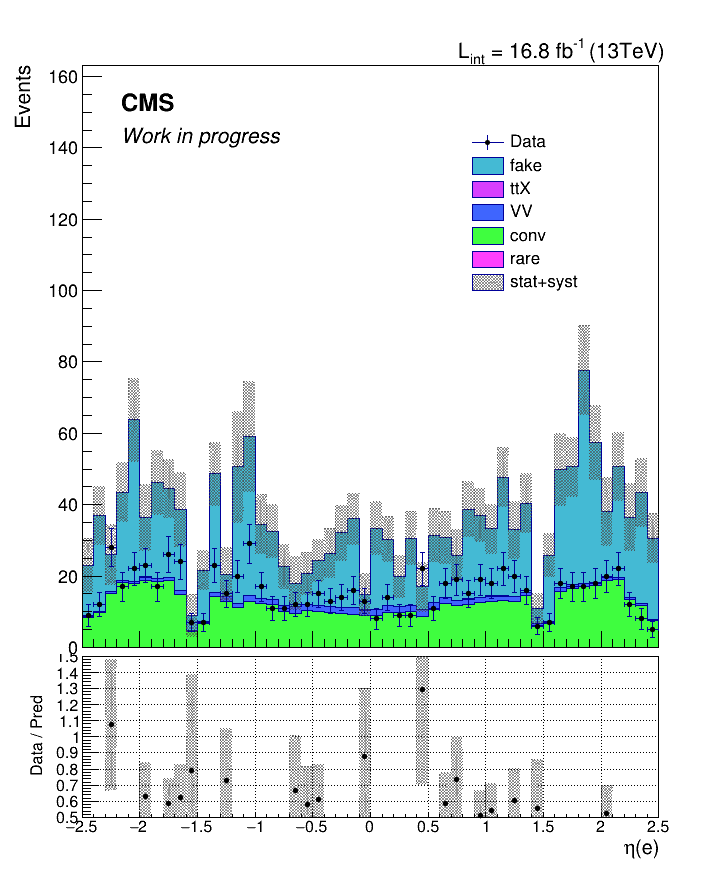 L_int = 16.8 fb^-1 (13TeV)
Events
CMS
Work in progress
160
140
120
100
80
60
40
20
0
Data
fake
ttX
VV
conv
rare
stat+syst
Data / Pred
1.5
1.4
1.3
1.2
1.1
1
0.9
0.8
0.7
0.6
0.5
−2.5 −2 −1.5 −1 −0.5 0 0.5 1 1.5 2 2.5
η(e)